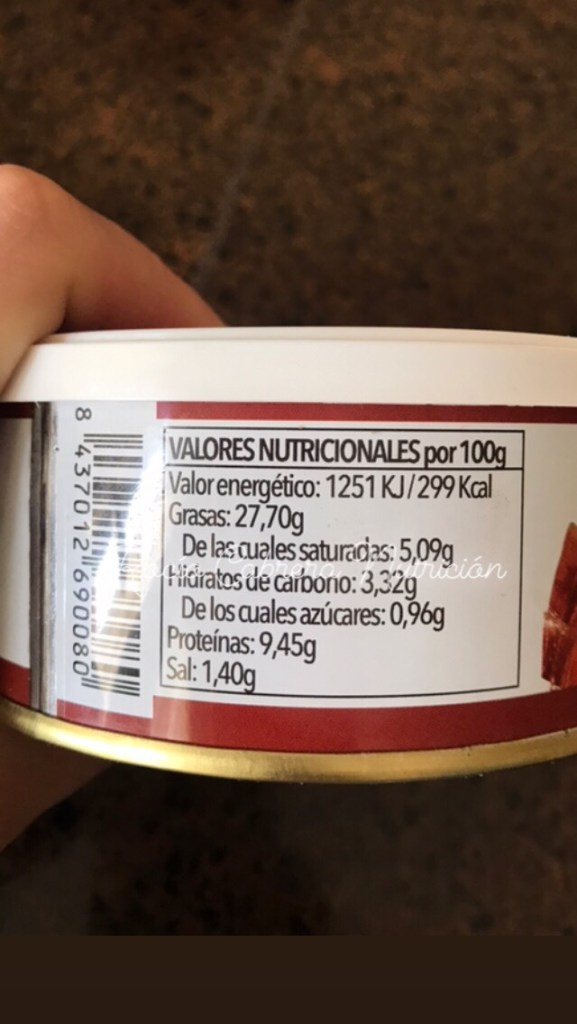 8 437012 690080
VALORES NUTRICIONALES por 100g
Valor energético: 1251 KJ/299 Kcal
Grasas: 27,70g
De las cuales saturadas: 5,09g
Hidratos de carbono: 3,32g
De los cuales azúcares: 0,96g
Proteínas: 9,45g
Sal: 1,40g
Cabrera Nutrición